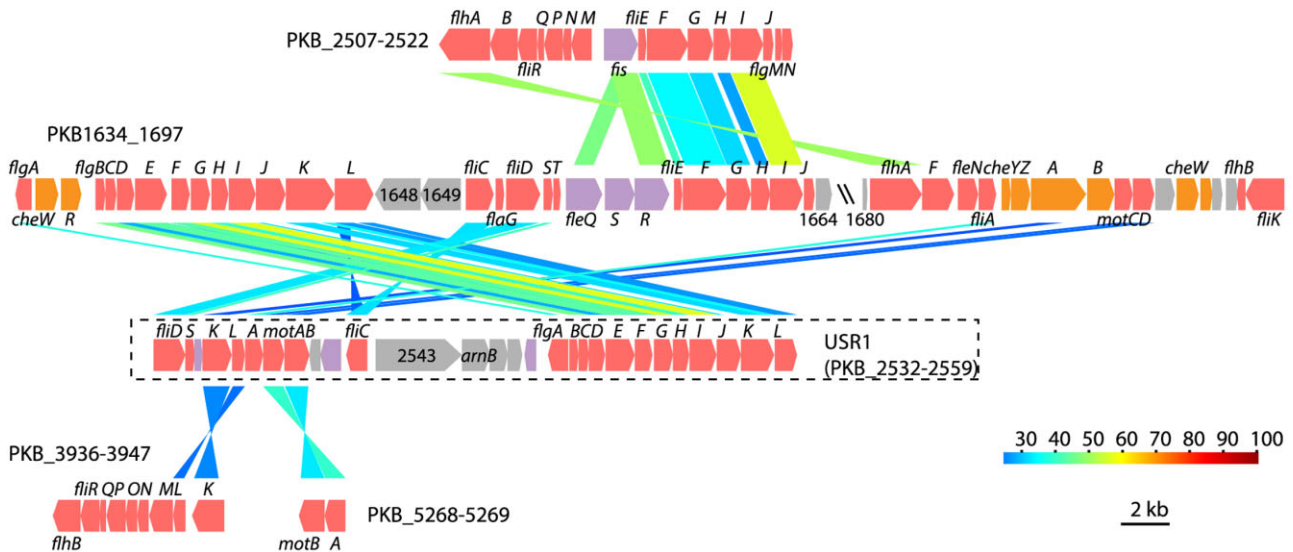 flhA B Q P N M fliE F G H I J
PKB_2507-2522
fliR fis flgMN
PKB1634_1697
flgA flgBCD E F G H I J K L fliC fliD ST fliE F G H I J flhA F fleNcheYZ A B cheW flhB
1648 1649
cheW R flaG fleQ S R 1664 1680 fliA motCD fliK
fliD S K L A motAB fliC flgA BCD E F G H I J K L
2543 arnB
USR1
(PKB_2532-2559)
PKB_3936-3947
fliR QP ON ML K
flhB
PKB_5268-5269
motB A
30 40 50 60 70 80 90 100
2 kb